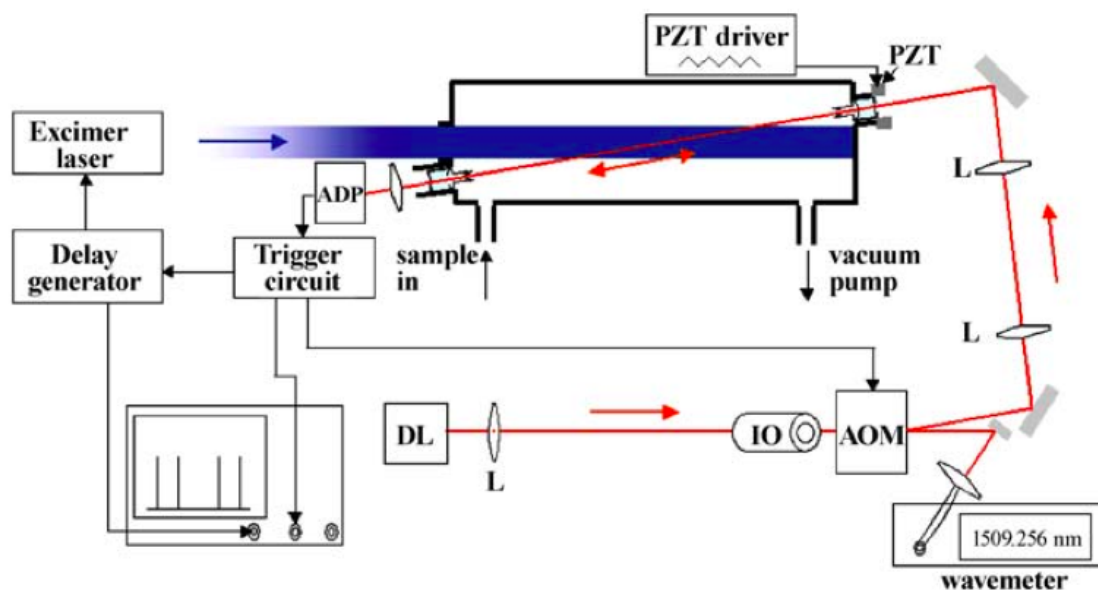 PZT driver
PZT
Excimer
laser
L
ADP
Delay
generator
Trigger
circuit
sample
in
vacuum
pump
L
DL
IO
AOM
L
1509.256 nm
wavemeter